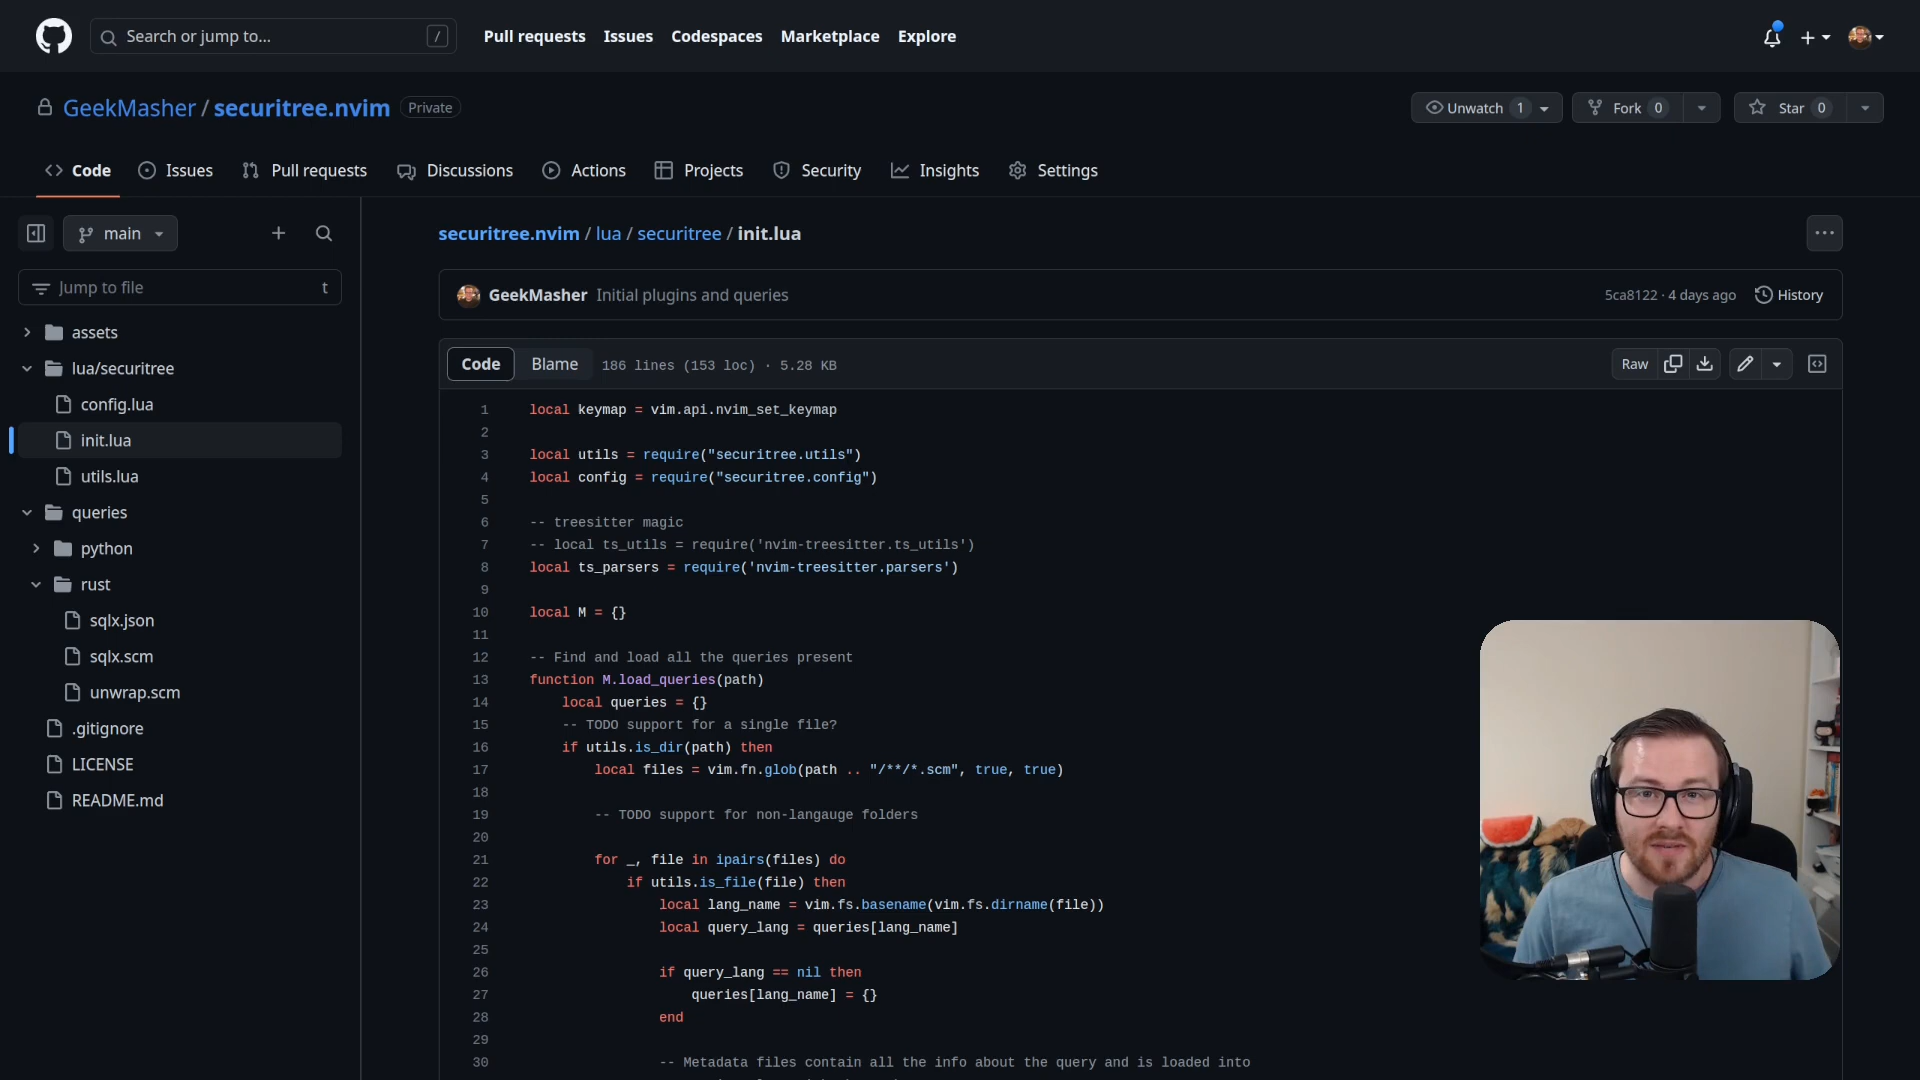 Search or jump to...
/
Pull requests
Issues
Codespaces
Marketplace
Explore
GeekMasher / securitree.nvim
Private
Unwatch 1
Fork 0
Star 0
Code
Issues
Pull requests
Discussions
Actions
Projects
Security
Insights
Settings
main
Jump to file
t
assets
lua/securitree
config.lua
init.lua
utils.lua
queries
python
rust
sqlx.json
sqlx.scm
unwrap.scm
.gitignore
LICENSE
README.md
securitree.nvim / lua / securitree / init.lua
GeekMasher Initial plugins and queries
5ca8122 · 4 days ago
History
Code
Blame
186 lines (153 loc) · 5.28 KB
Raw
1 local keymap = vim.api.nvim_set_keymap
2
3 local utils = require("securitree.utils")
4 local config = require("securitree.config")
5
6 -- treesitter magic
7 -- local ts_utils = require('nvim-treesitter.ts_utils')
8 local ts_parsers = require('nvim-treesitter.parsers')
9
10 local M = {}
11
12 -- Find and load all the queries present
13 function M.load_queries(path)
14 local queries = {}
15 -- TODO support for a single file?
16 if utils.is_dir(path) then
17 local files = vim.fn.glob(path .. "/**/*.scm", true, true)
18
19 -- TODO support for non-langauge folders
20
21 for _, file in ipairs(files) do
22 if utils.is_file(file) then
23 local lang_name = vim.fs.basename(vim.fs.dirname(file))
24 local query_lang = queries[lang_name]
25
26 if query_lang == nil then
27 queries[lang_name] = {}
28 end
29
30 -- Metadata files contain all the info about the query and is loaded into